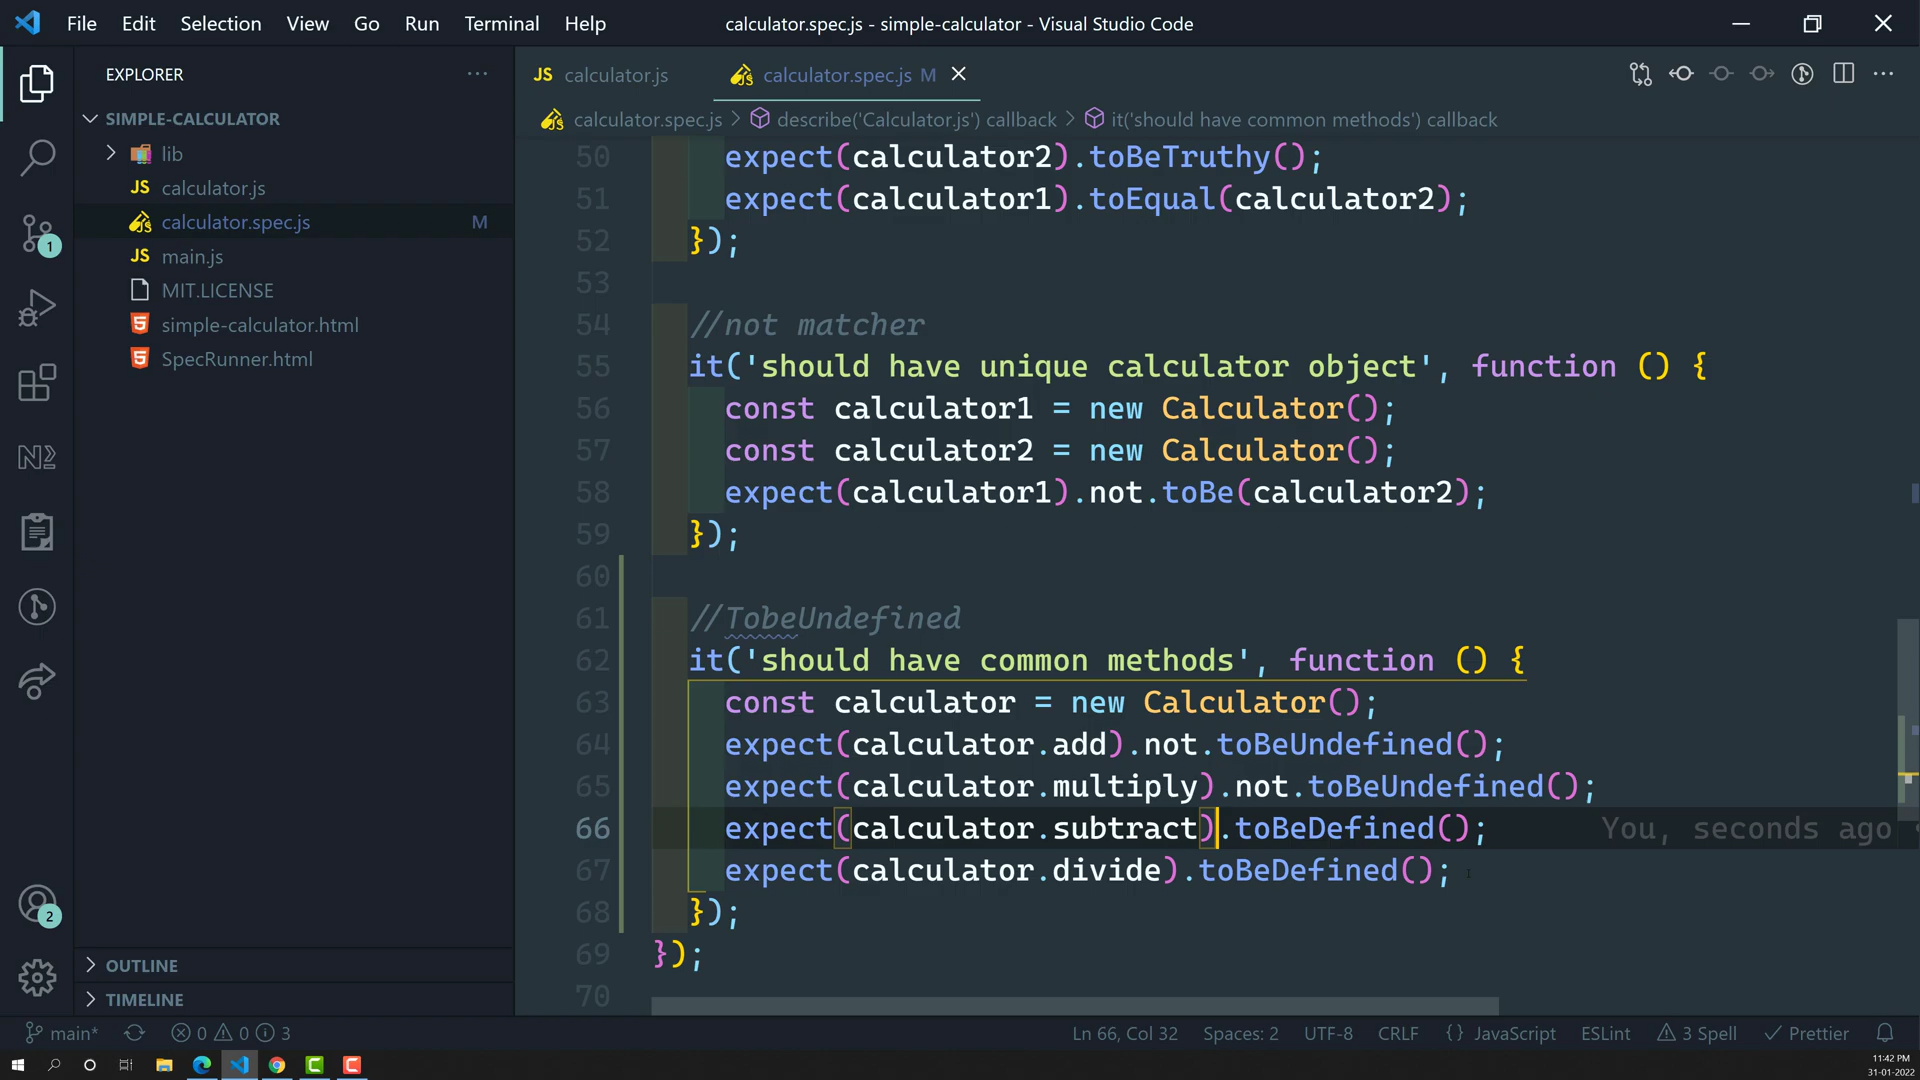 File Edit Selection View Go Run Terminal Help calculator.spec.js - simple-calculator - Visual Studio Code
EXPLORER
SIMPLE-CALCULATOR
lib
JS calculator.js
calculator.spec.js M
JS main.js
MIT.LICENSE
simple-calculator.html
SpecRunner.html
OUTLINE
TIMELINE
1
2
JS calculator.js calculator.spec.js M
calculator.spec.js > describe('Calculator.js') callback > it('should have common methods') callback
50 expect(calculator2).toBeTruthy();
51 expect(calculator1).toEqual(calculator2);
52 });
53
54 //not matcher
55 it('should have unique calculator object', function () {
56 const calculator1 = new Calculator();
57 const calculator2 = new Calculator();
58 expect(calculator1).not.toBe(calculator2);
59 });
60
61 //TobeUndefined
62 it('should have common methods', function () {
63 const calculator = new Calculator();
64 expect(calculator.add).not.toBeUndefined();
65 expect(calculator.multiply).not.toBeUndefined();
66 expect(calculator.subtract).toBeDefined(); You, seconds ago
67 expect(calculator.divide).toBeDefined();
68 });
69 });
70
main* 0 0 3 Ln 66, Col 32 Spaces: 2 UTF-8 CRLF {} JavaScript ESLint 3 Spell Prettier
11:42 PM
31-01-2022